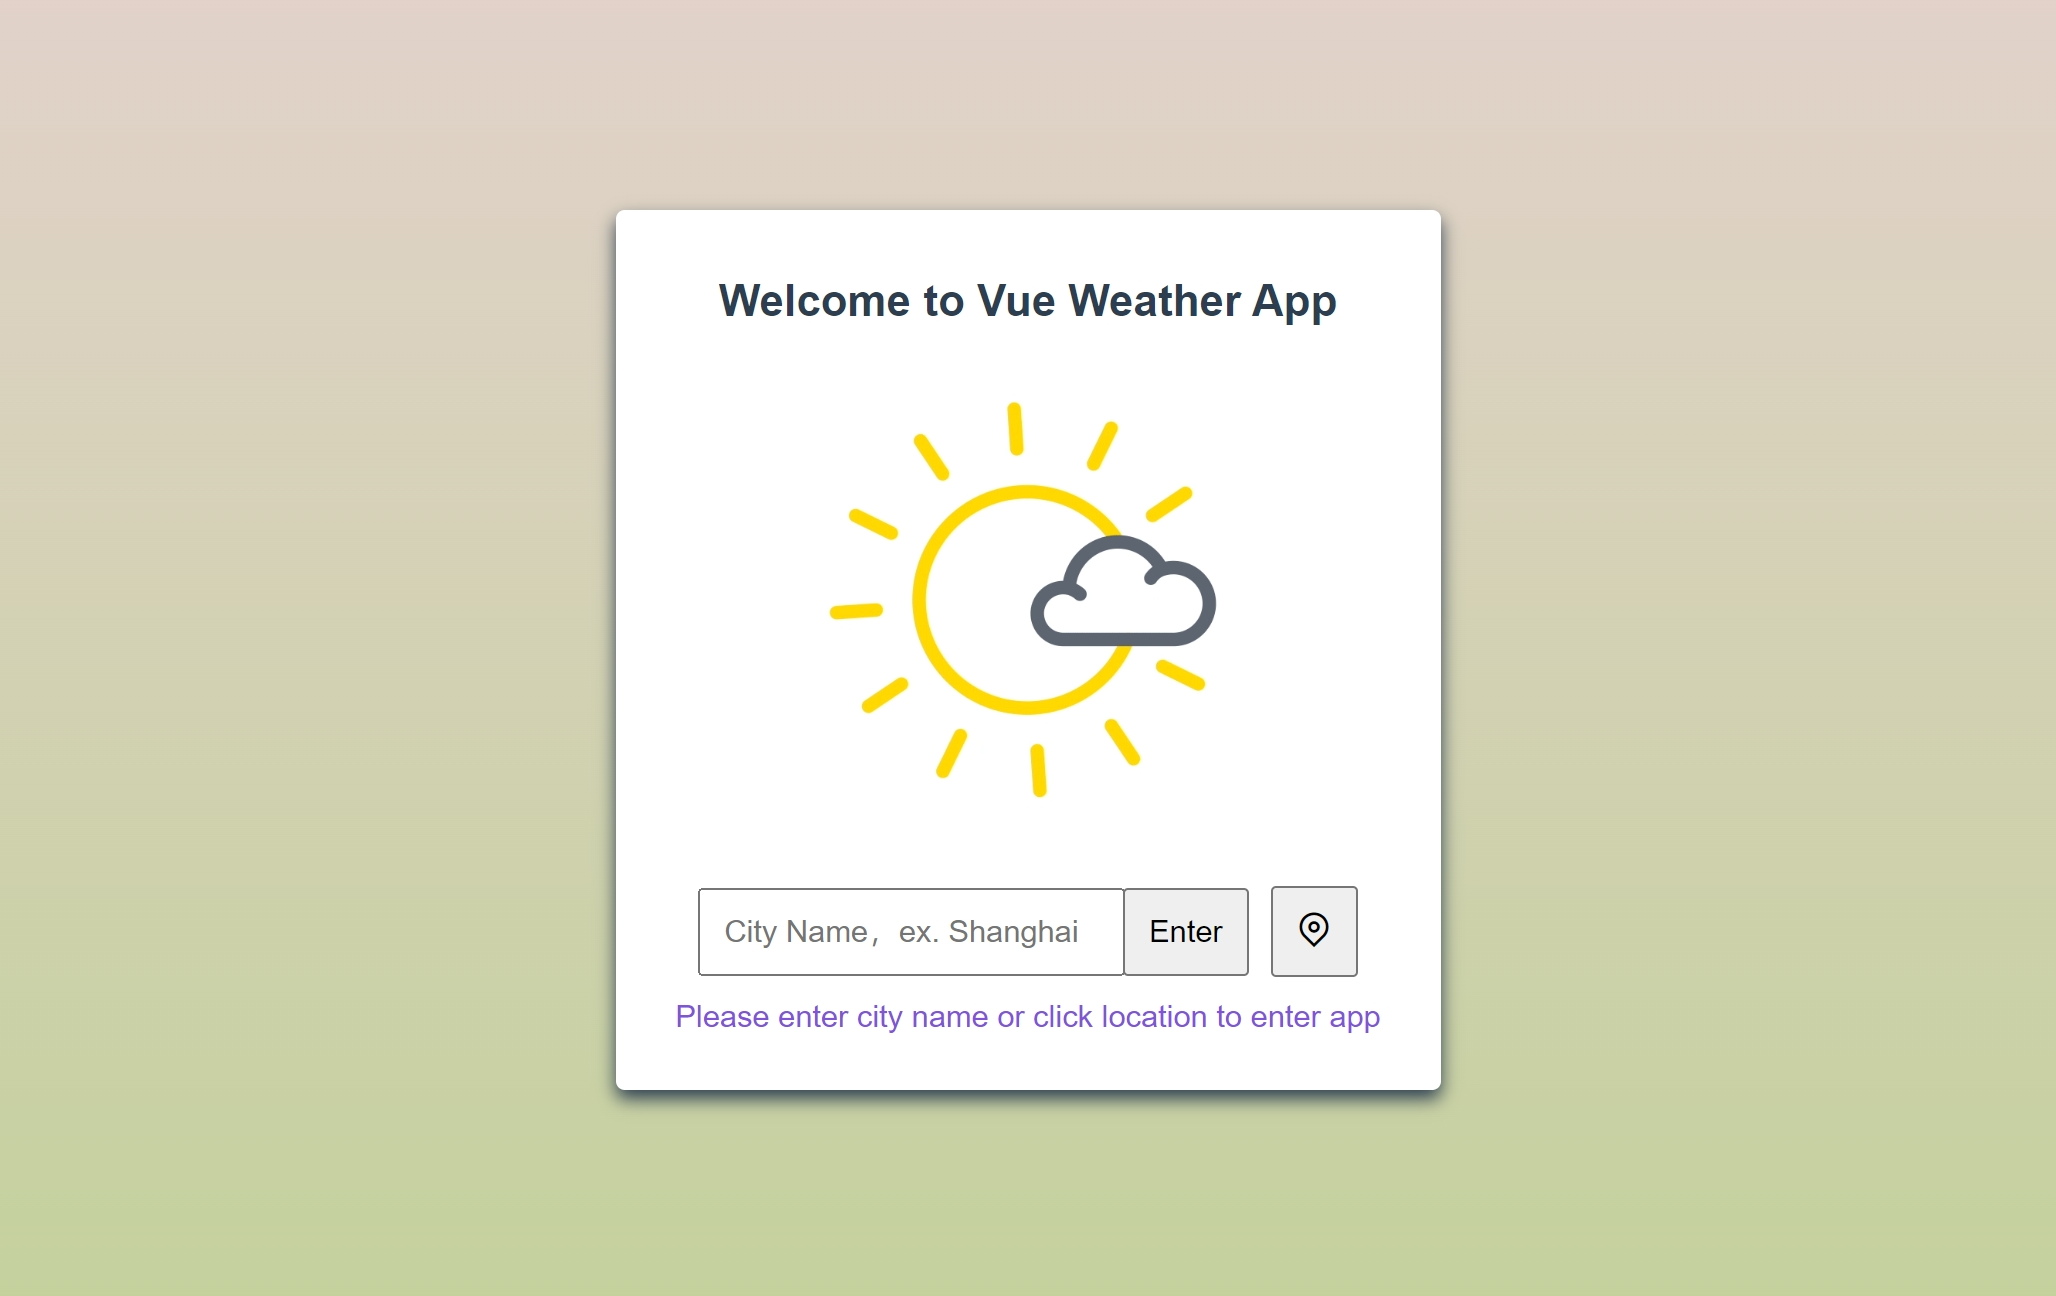 Welcome to Vue Weather App
City Name，ex. Shanghai
Enter
Please enter city name or click location to enter app